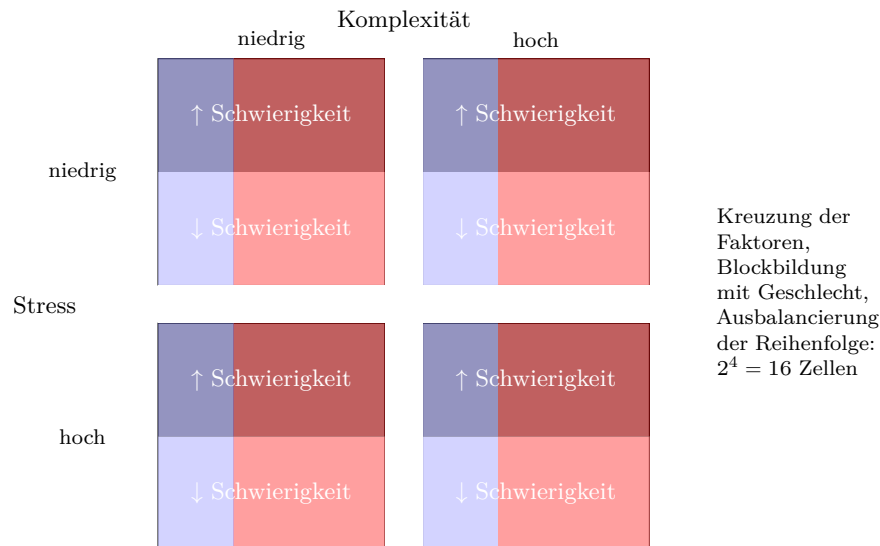 Komplexität
niedrig
hoch
↑ Schwierigkeit
↑ Schwierigkeit
niedrig
↓ Schwierigkeit
↓ Schwierigkeit
Stress
↑ Schwierigkeit
↑ Schwierigkeit
hoch
↓ Schwierigkeit
↓ Schwierigkeit
Kreuzung der
Faktoren,
Blockbildung
mit Geschlecht,
Ausbalancierung
der Reihenfolge:
2⁴ = 16 Zellen